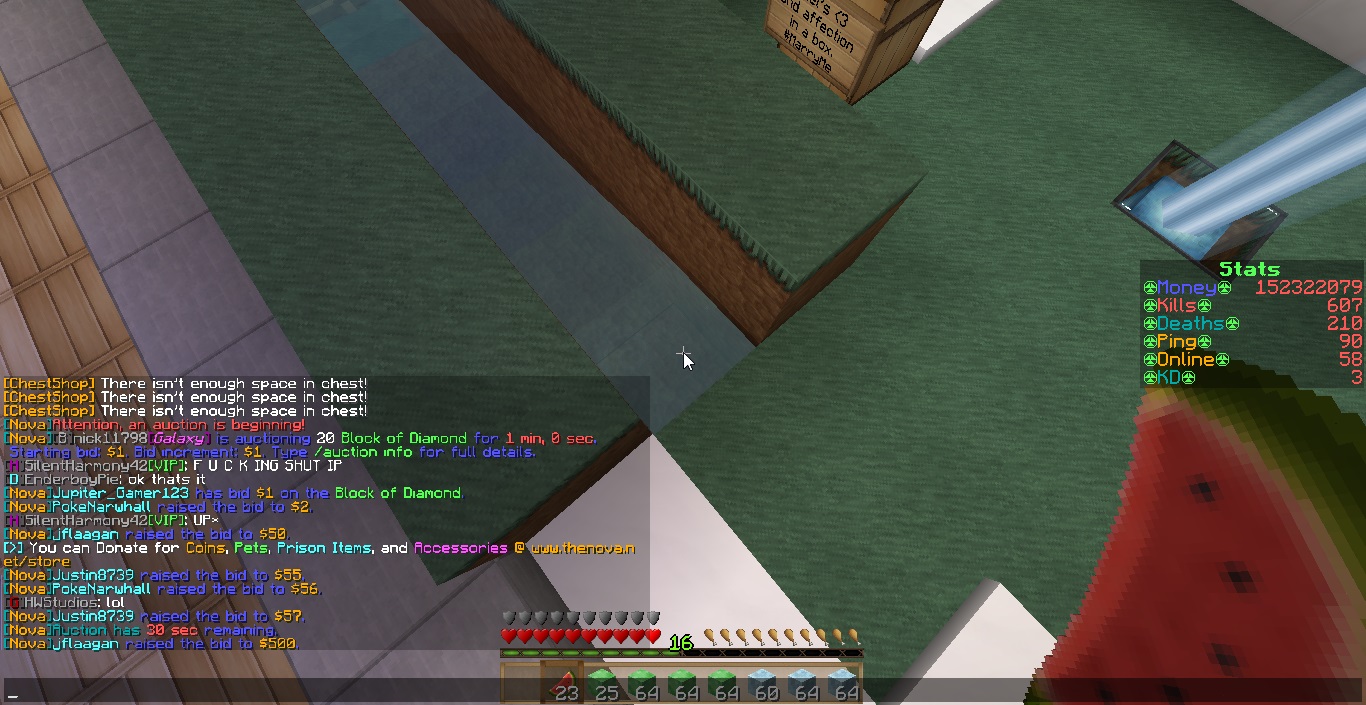 el's <3
and affection
in a box.
#MarryMe
Stats
Money 152322079
Kills 607
Deaths 210
Ping 90
Online 58
KD 3
[ChestShop] There isn't enough space in chest!
[ChestShop] There isn't enough space in chest!
[ChestShop] There isn't enough space in chest!
[Nova]Attention, an auction is beginning!
[Nova] nick11798[Galaxy] is auctioning 20 Block of Diamond for 1 min, 0 sec.
Starting bid: $1. Bid increment: $1. Type /auction info for full details.
SilentHarmony42[VIP]: F U C K ING SHUT IP
[D]EnderboyPie: ok thats it
[Nova]Jupiter_Gamer123 has bid $1 on the Block of Diamond.
[Nova]PokeNarwhall raised the bid to $2.
SilentHarmony42[VIP]: UP*
[Nova]jflaagan raised the bid to $50.
[>] You can Donate for Coins, Pets, Prison Items, and Accessories @ www.thenova.n
et/store
[Nova]Justin8739 raised the bid to $55.
[Nova]PokeNarwhall raised the bid to $56.
HWStudios: lol
[Nova]Justin8739 raised the bid to $57.
[Nova]Auction has 30 sec remaining.
[Nova]jflaagan raised the bid to $500.
16
23 25 64 64 64 60 64 64
_